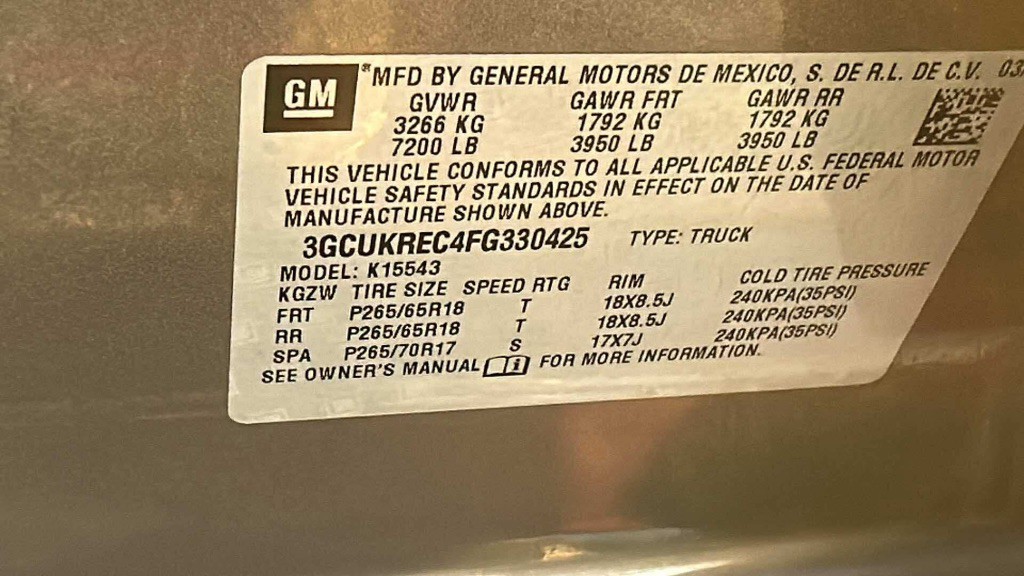 GM ® MFD BY GENERAL MOTORS DE MEXICO, S. DE R.L. DE C.V.
GVWR GAWR FRT GAWR RR
3266 KG 1792 KG 1792 KG
7200 LB 3950 LB 3950 LB
THIS VEHICLE CONFORMS TO ALL APPLICABLE U.S. FEDERAL MOTOR
VEHICLE SAFETY STANDARDS IN EFFECT ON THE DATE OF
MANUFACTURE SHOWN ABOVE.
3GCUKREC4FG330425 TYPE: TRUCK
MODEL: K15543
KGZW TIRE SIZE SPEED RTG RIM COLD TIRE PRESSURE
FRT P265/65R18 T 18X8.5J 240KPA(35PSI)
RR P265/65R18 T 18X8.5J 240KPA(35PSI)
SPA P265/70R17 S 17X7J 240KPA(35PSI)
SEE OWNER'S MANUAL i FOR MORE INFORMATION.